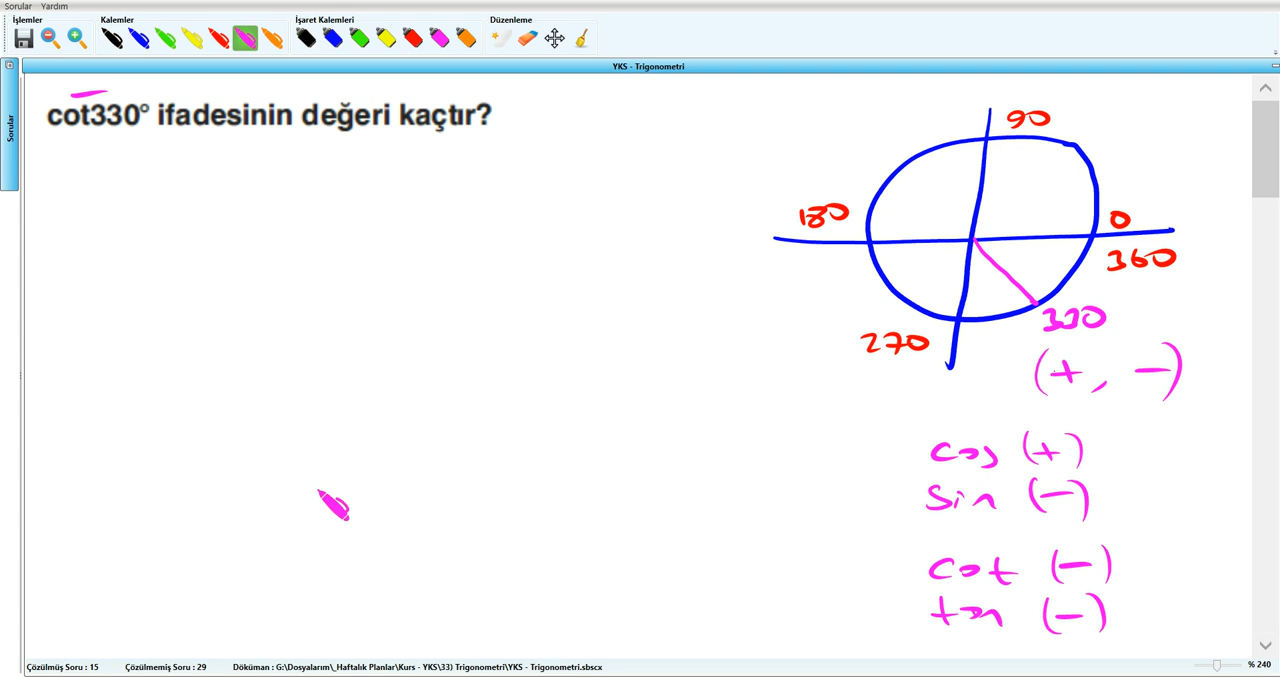 Sorular Yardım
İşlemler Kalemler İşaret Kalemleri Düzenleme
YKS - Trigonometri
Sorular
cot330° ifadesinin değeri kaçtır?
90
180
0
360
270
330
(+, −)
cos (+)
sin (−)
cot (−)
tan (−)
Çözülmüş Soru : 15 Çözülmemiş Soru : 29 Döküman : G:\Dosyalarım\_Haftalık Planlar\Kurs - YKS\33) Trigonometri\YKS - Trigonometri.sbscx % 240